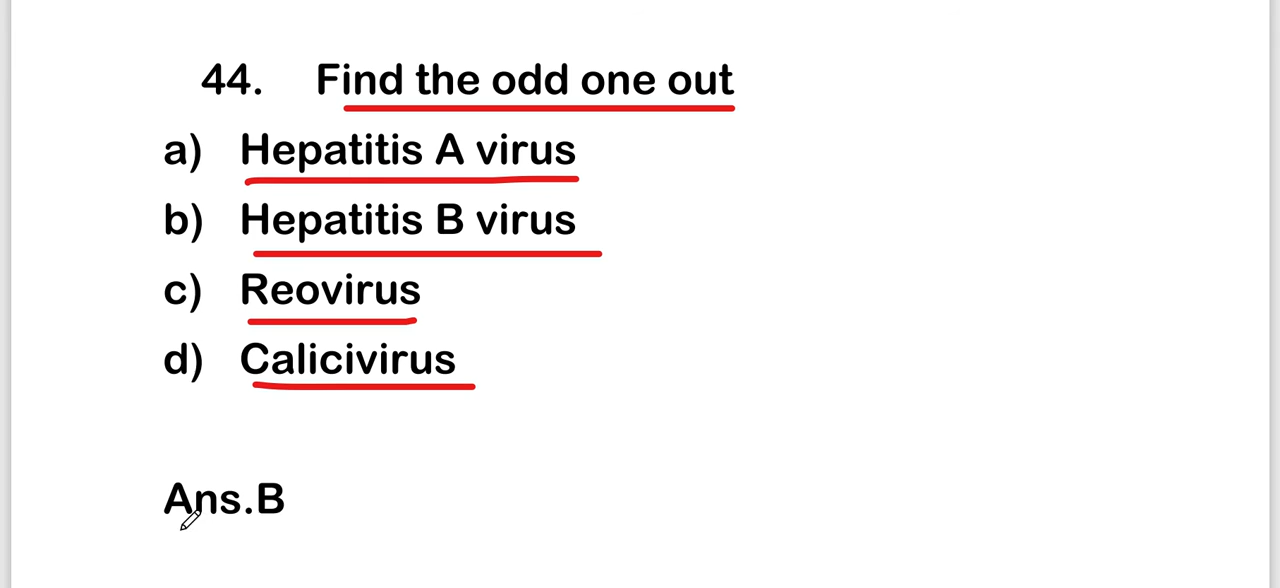 44. Find the odd one out
a) Hepatitis A virus
b) Hepatitis B virus
c) Reovirus
d) Calicivirus
Ans.B